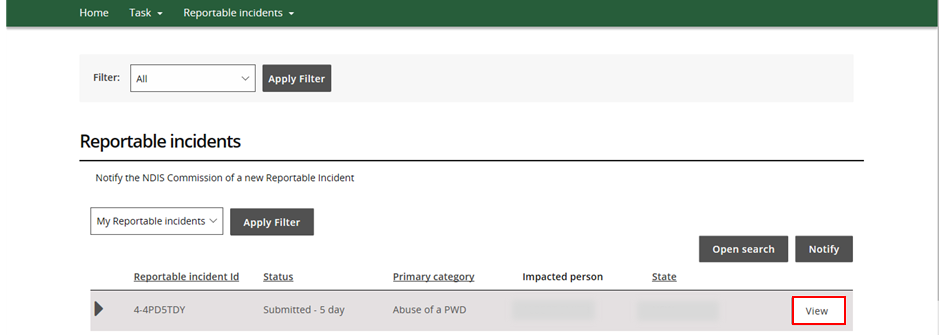 Home Task Reportable incidents
Filter: All Apply Filter
Reportable incidents
Notify the NDIS Commission of a new Reportable Incident
My Reportable incidents Apply Filter
Open search Notify
Reportable incident Id Status Primary category Impacted person State
4-4PD5TDY Submitted - 5 day Abuse of a PWD View